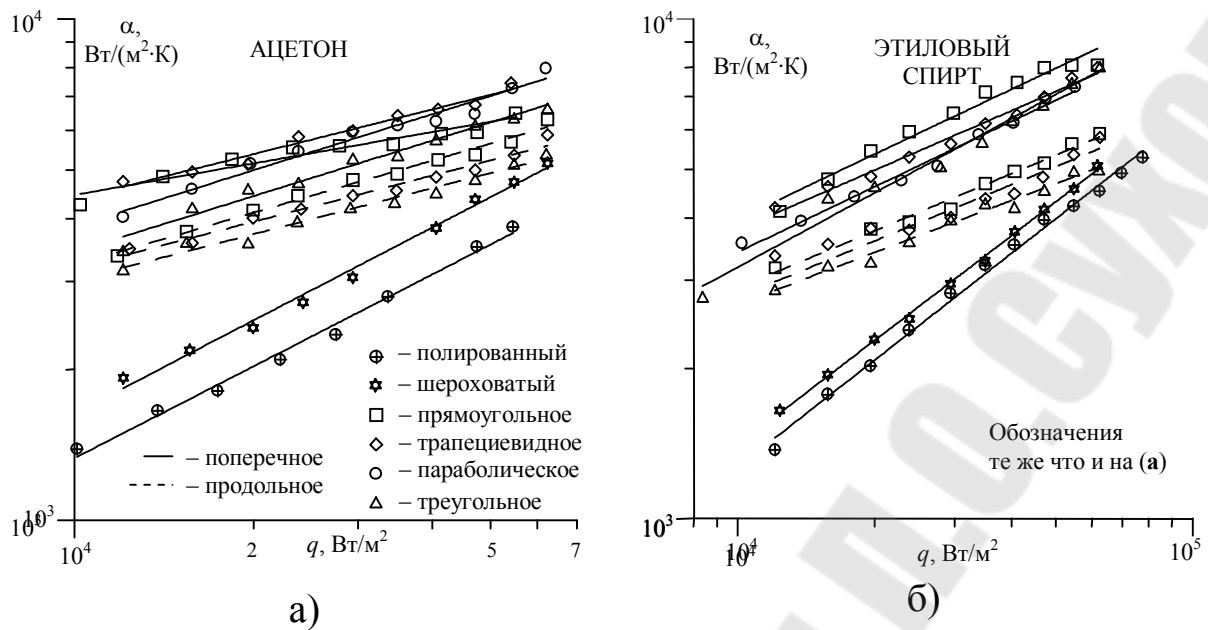 α,
Вт/(м²·К)
АЦЕТОН
10⁴
10³
10⁴
2
q, Вт/м²
5
7
– полированный
– шероховатый
– прямоугольное
– трапециевидное
– параболическое
– треугольное
– поперечное
– продольное
а)
α,
Вт/(м²·К)
ЭТИЛОВЫЙ
СПИРТ
10⁴
10³
10⁴
q, Вт/м²
10⁵
Обозначения
те же что и на (а)
б)